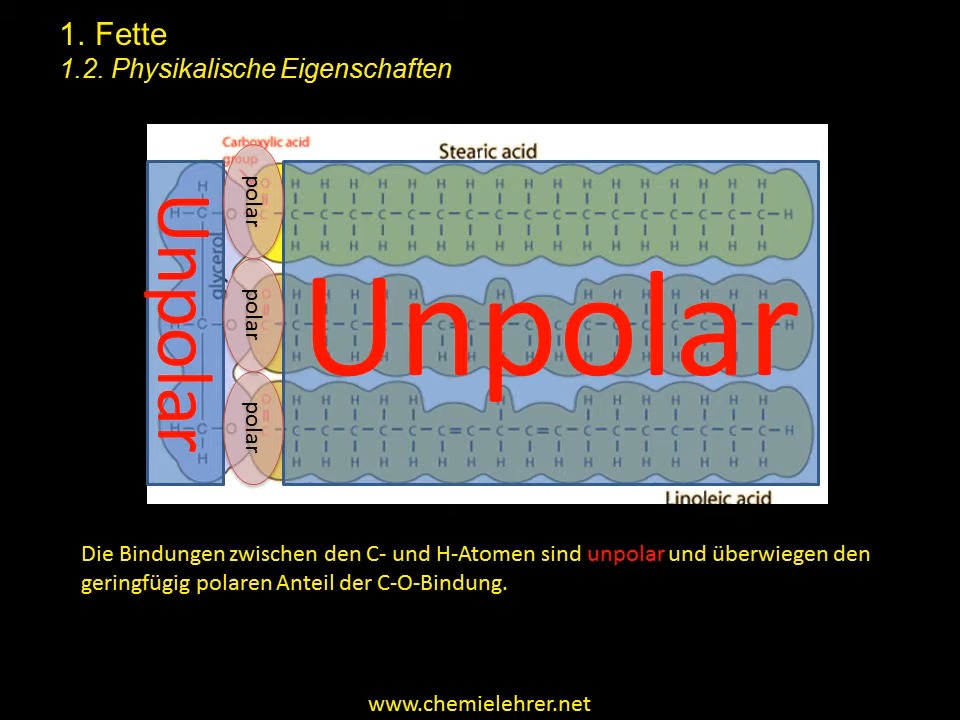 1. Fette
1.2. Physikalische Eigenschaften
Carboxylic acid
group
Stearic acid
Unpolar
glycerol
polar
polar
polar
Unpolar
Linoleic acid
Die Bindungen zwischen den C- und H-Atomen sind unpolar und überwiegen den
geringfügig polaren Anteil der C-O-Bindung.
www.chemielehrer.net